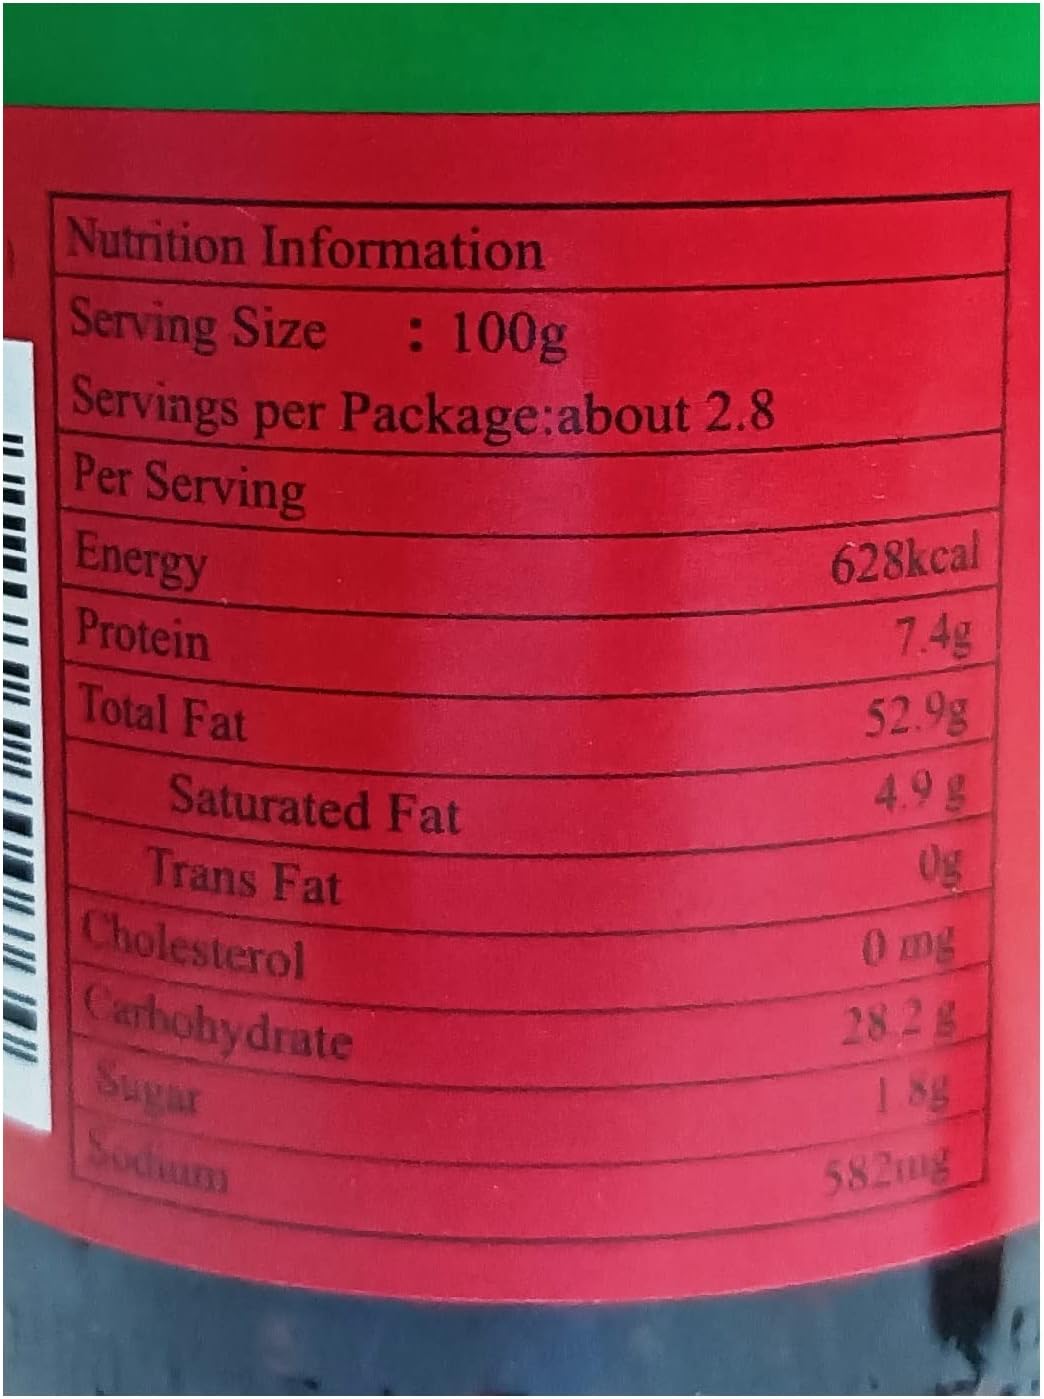 Nutrition Information
Serving Size : 100g
Servings per Package:about 2.8
Per Serving
Energy 628kcal
Protein 7.4g
Total Fat 52.9g
Saturated Fat 4.9 g
Trans Fat 0g
Cholesterol 0 mg
Carbohydrate 28.2 g
Sugar 1.8g
Sodium 582mg